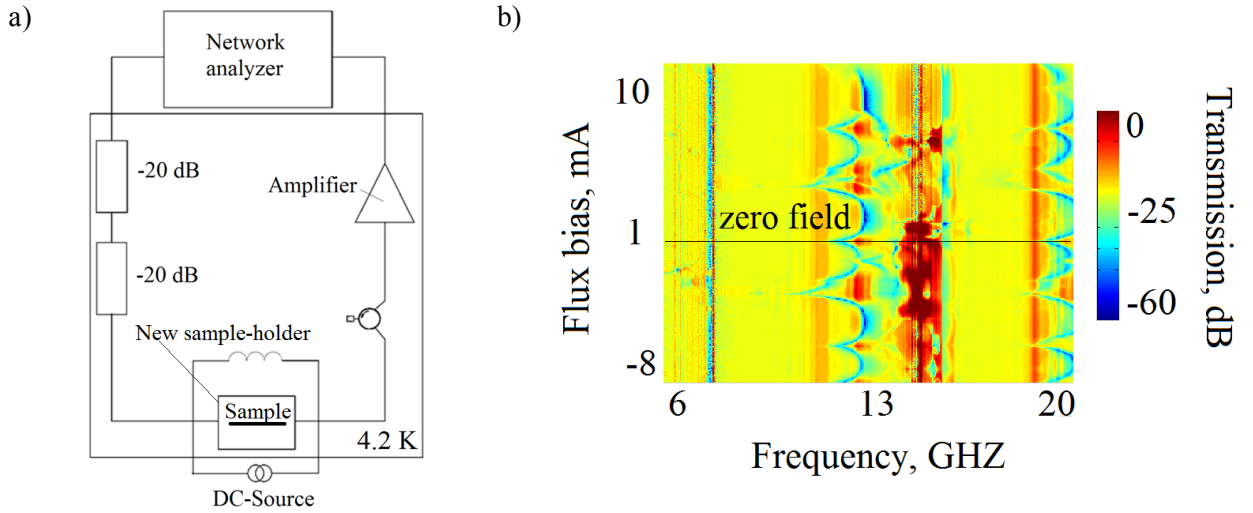 a)
Network
analyzer
-20 dB
Amplifier
-20 dB
New sample-holder
Sample
4.2 K
DC-Source
b)
10
zero field
1
-8
Flux bias, mA
6
13
20
Frequency, GHZ
0
-25
-60
Transmission, dB